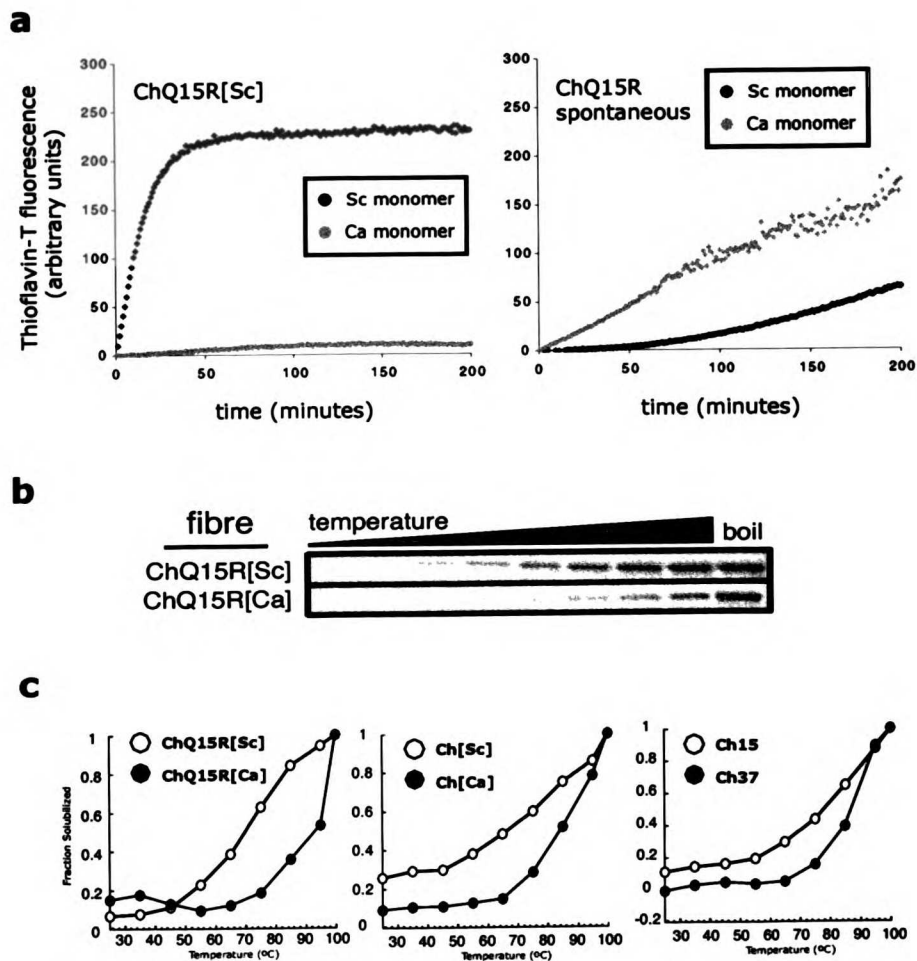 a
ChQ15R[Sc]
Sc monomer
Ca monomer
Thioflavin-T fluorescence
(arbitrary units)
300
250
200
150
100
50
0
0 50 100 150 200
time (minutes)
ChQ15R
spontaneous
Sc monomer
Ca monomer
300
250
200
150
100
50
0
0 50 100 150 200
time (minutes)
b
fibre
temperature
boil
ChQ15R[Sc]
ChQ15R[Ca]
c
ChQ15R[Sc]
ChQ15R[Ca]
Fraction Solubilized
1
0.8
0.6
0.4
0.2
0
30 40 50 60 70 80 90 100
Temperature (ºC)
Ch[Sc]
Ch[Ca]
1
0.8
0.6
0.4
0.2
0
30 40 50 60 70 80 90 100
Temperature (ºC)
Ch15
Ch37
1
0.8
0.6
0.4
0.2
0
-0.2
30 40 50 60 70 80 90 100
Temperature (ºC)